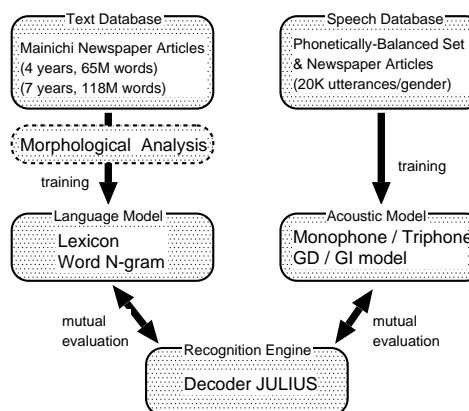 Text Database
Mainichi Newspaper Articles
(4 years, 65M words)
(7 years, 118M words)
Morphological Analysis
training
Language Model
Lexicon
Word N-gram
mutual
evaluation
Speech Database
Phonetically-Balanced Set
& Newspaper Articles
(20K utterances/gender)
training
Acoustic Model
Monophone / Triphone
GD / GI model
mutual
evaluation
Recognition Engine
Decoder JULIUS